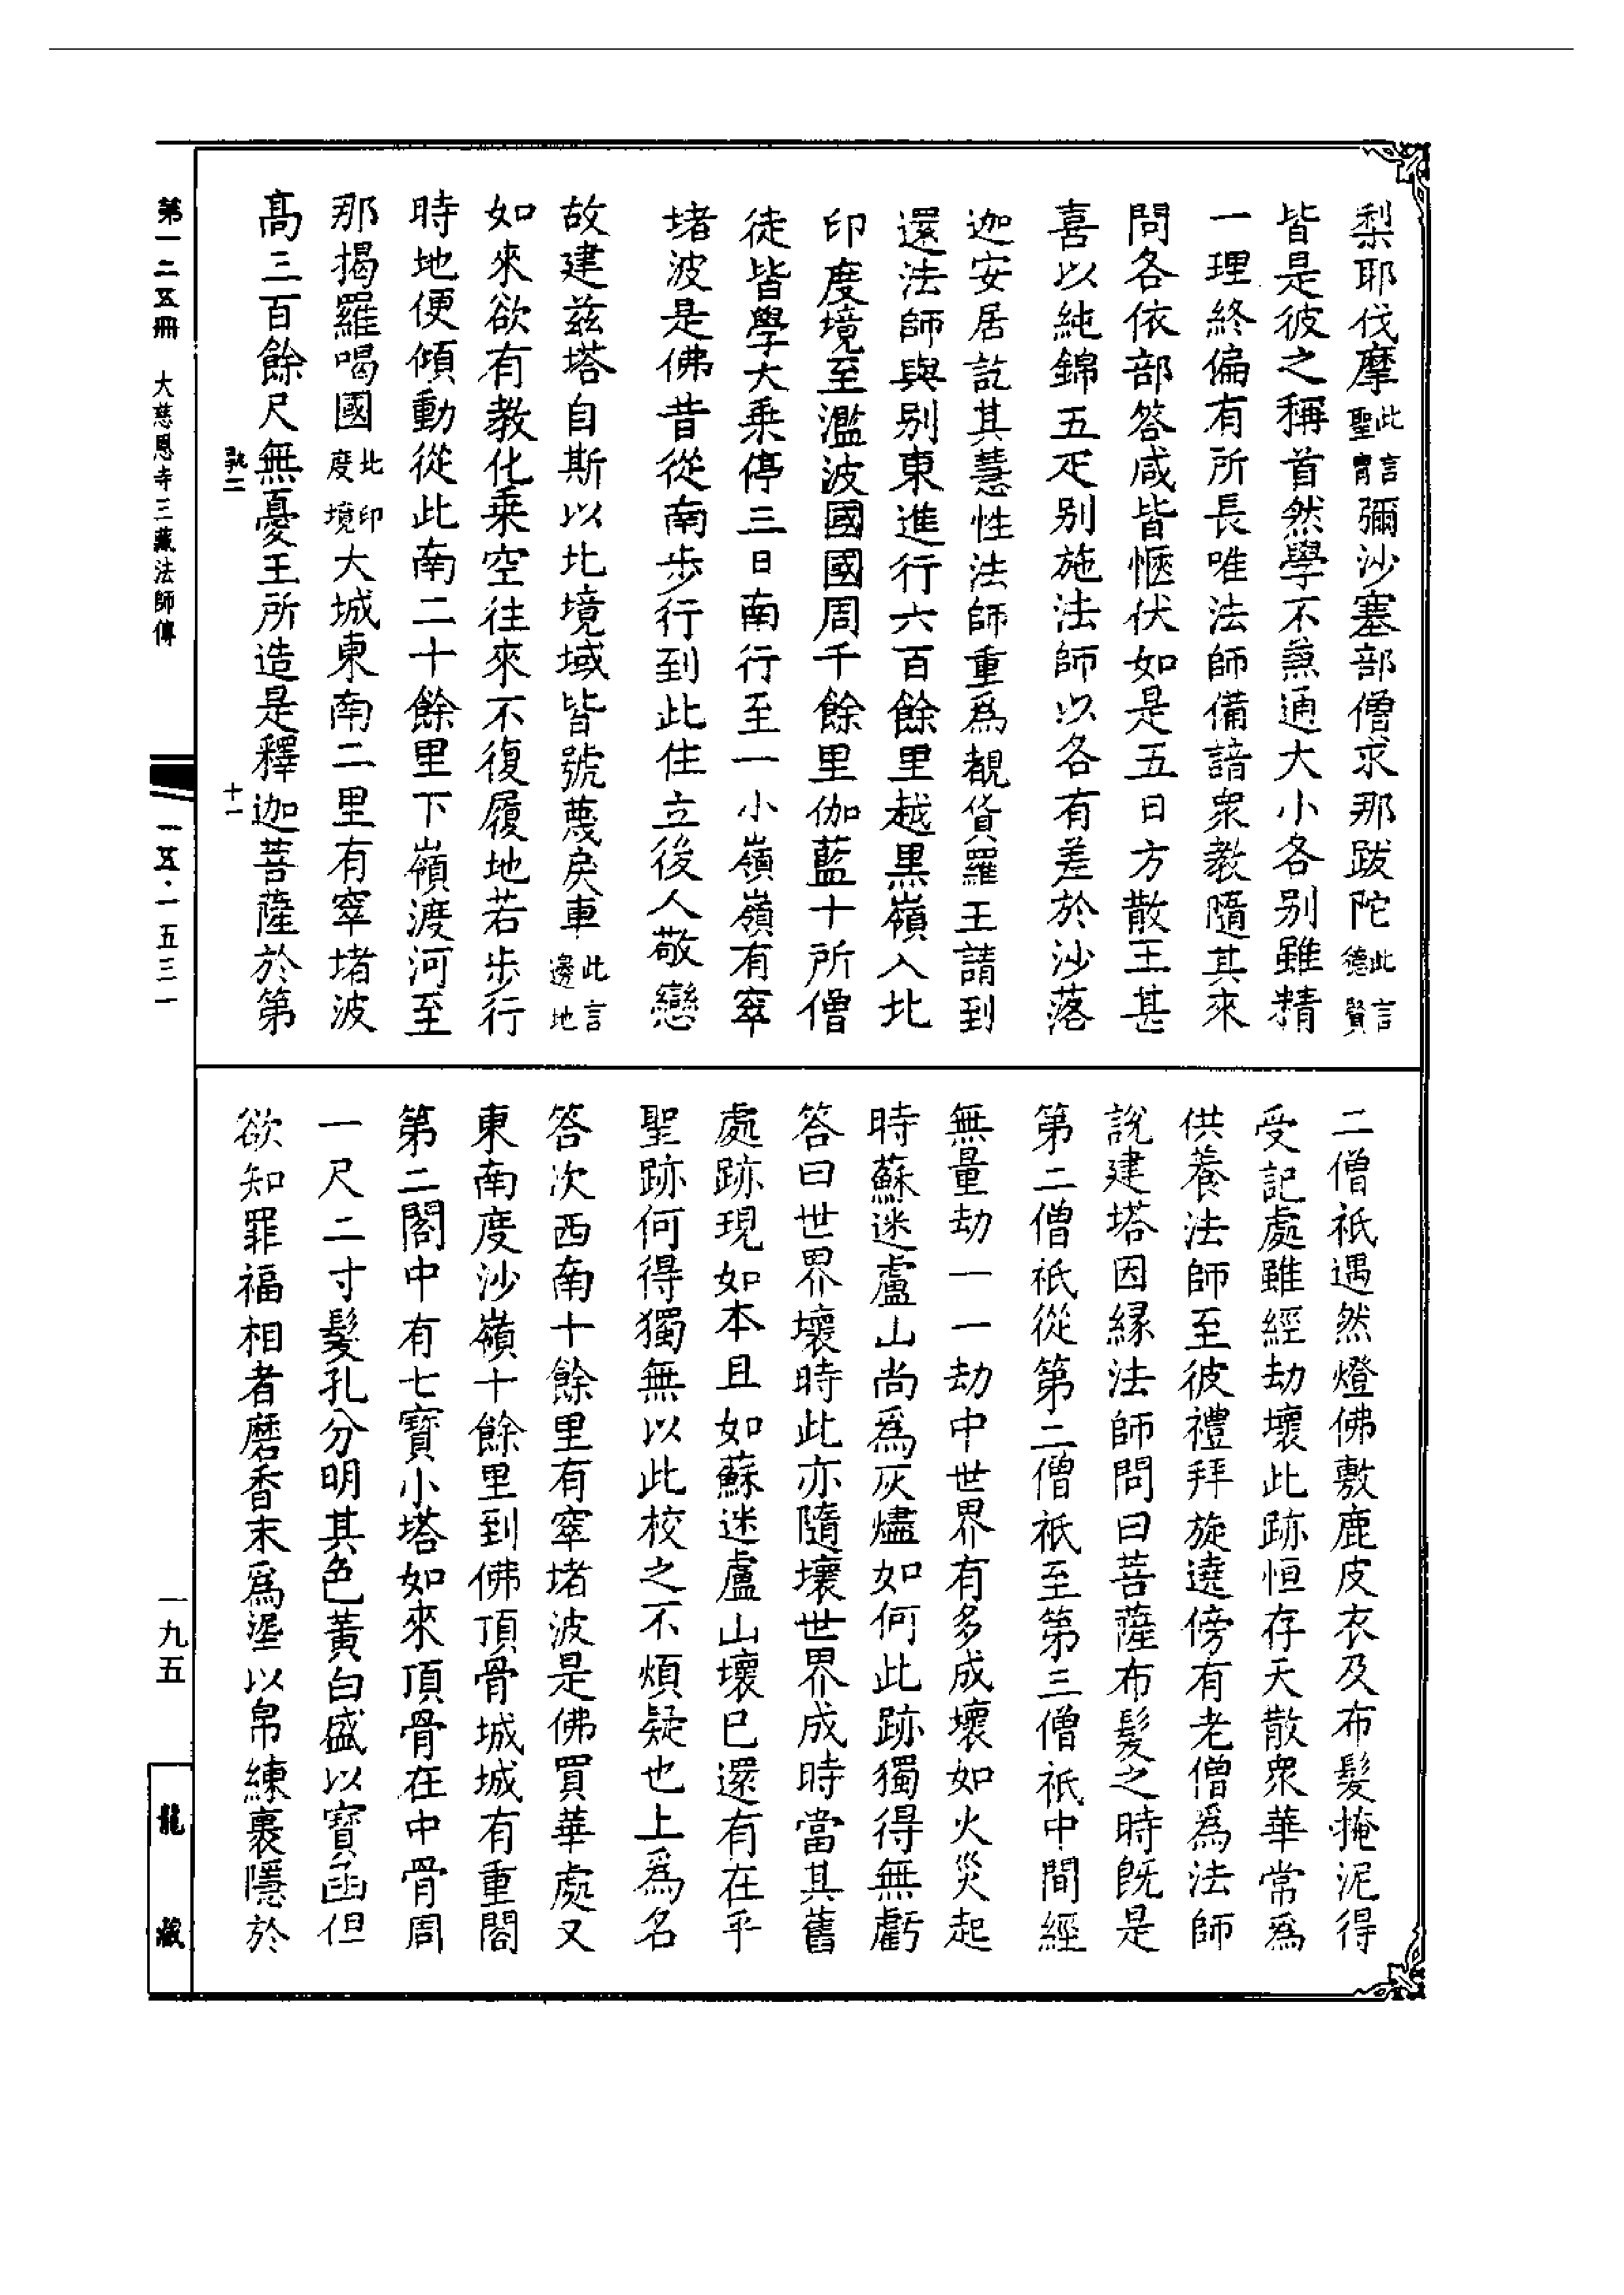 梨耶伐摩此言聖冑彌沙塞部僧求那跋陀此言德賢
皆是彼之稱首然學不兼通大小各别雖精
一理終偏有所長唯法師備諳衆教隨其來
問各依部答咸皆愜伏如是五日方散王甚
喜以純錦五疋别施法師以各有差於沙落
迦安居訖其慧性法師重為覩貨羅王請到
還法師與别東進行六百餘里越黑嶺入北
印度境至濫波國國周千餘里伽藍十所僧
徒皆學大乗停三日南行至一小嶺嶺有窣
堵波是佛昔從南步行到此住立後人敬戀
故建兹塔自斯以北境域皆號蔑戾車此言邊地
如來欲有教化乗空往來不復履地若步行
時地便傾動從此南二十餘里下嶺渡河至
那揭羅喝國北印度境大城東南二里有窣堵波
高三百餘尺無憂王所造是釋迦菩薩於第
二僧祇遇然燈佛敷鹿皮衣及布髮掩泥得
受記處雖經劫壞此跡恒存天散衆華常為
供養法師至彼禮拜旋遶傍有老僧為法師
說建塔因縁法師問曰菩薩布髮之時既是
第二僧祇從第二僧祇至第三僧祇中間經
無量劫一一劫中世界有多成壞如火災起
時蘇迷盧山尚為灰燼如何此跡獨得無虧
答曰世界壞時此亦隨壞世界成時當其舊
處跡現如本且如蘇迷盧山壞已還有在乎
聖跡何得獨無以此校之不煩疑也上為名
答次西南十餘里有窣堵波是佛買華處又
東南度沙嶺十餘里到佛頂骨城城有重閣
第二閣中有七寶小塔如來頂骨在中骨周
一尺二寸髮孔分明其色黄白盛以寶函但
欲知罪福相者磨香末為埿以帛練裹隱於
第一二五冊　大慈恩寺三藏法師傳
十一
一五·一五三一
一九五
龍藏